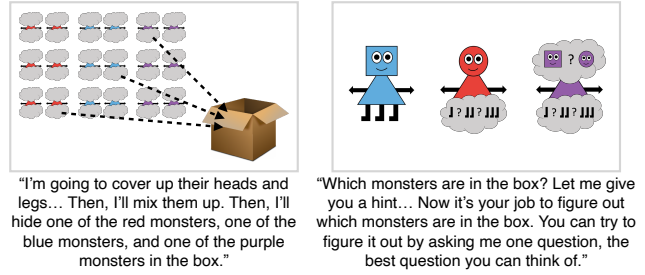 ?
? ? ? ?
"I'm going to cover up their heads and
legs… Then, I'll mix them up. Then, I'll
hide one of the red monsters, one of the
blue monsters, and one of the purple
monsters in the box."
"Which monsters are in the box? Let me give
you a hint… Now it's your job to figure out
which monsters are in the box. You can try to
figure it out by asking me one question, the
best question you can think of."